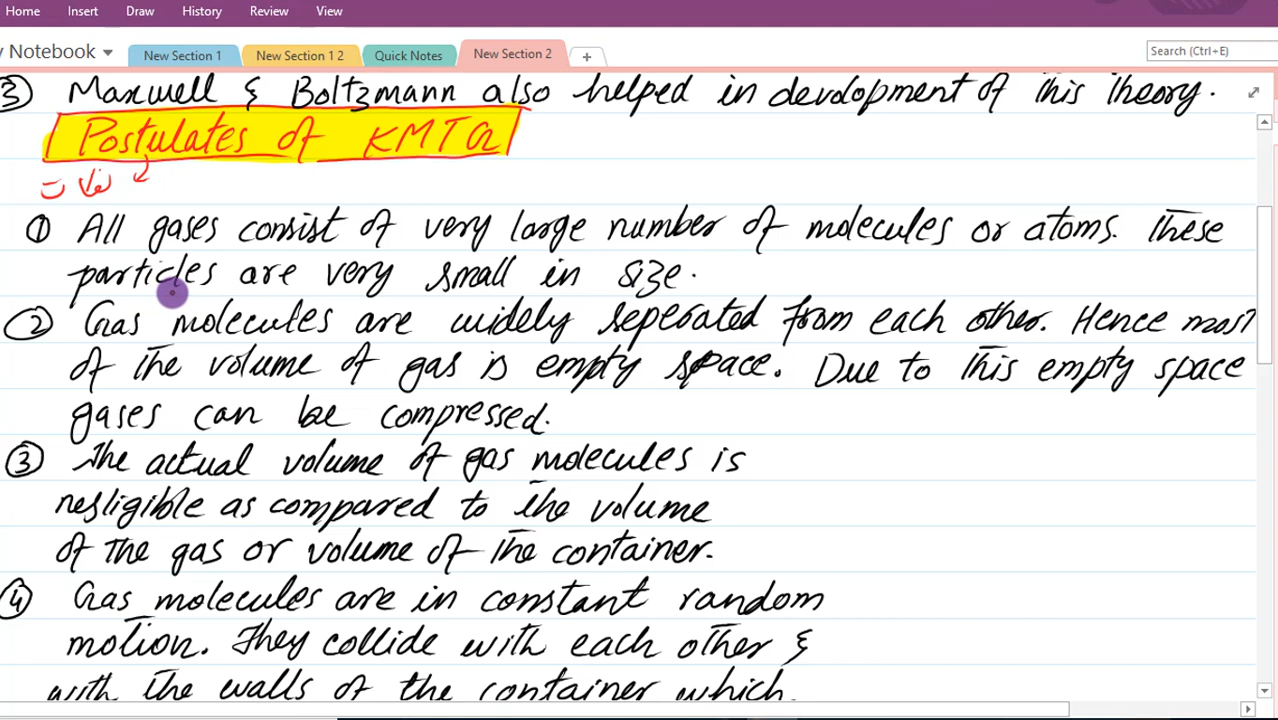 Home Insert Draw History Review View
y Notebook New Section 1 New Section 1 2 Quick Notes New Section 2 + Search (Ctrl+E)
③ Maxwell & Boltzmann also helped in devdopment of this theory.
Postulates of KMTG
① All gases consist of very large number of molecules or atoms. These
particles are very small in size.
② Gas molecules are widely seperated from each other. Hence most
of the volume of gas is empty space. Due to this empty space
gases can be compressed.
③ The actual volume of gas molecules is
negligible as compared to the volume
of the gas or volume of the container.
④ Gas molecules are in constant random
motion. They collide with each other &
with the walls of the container which